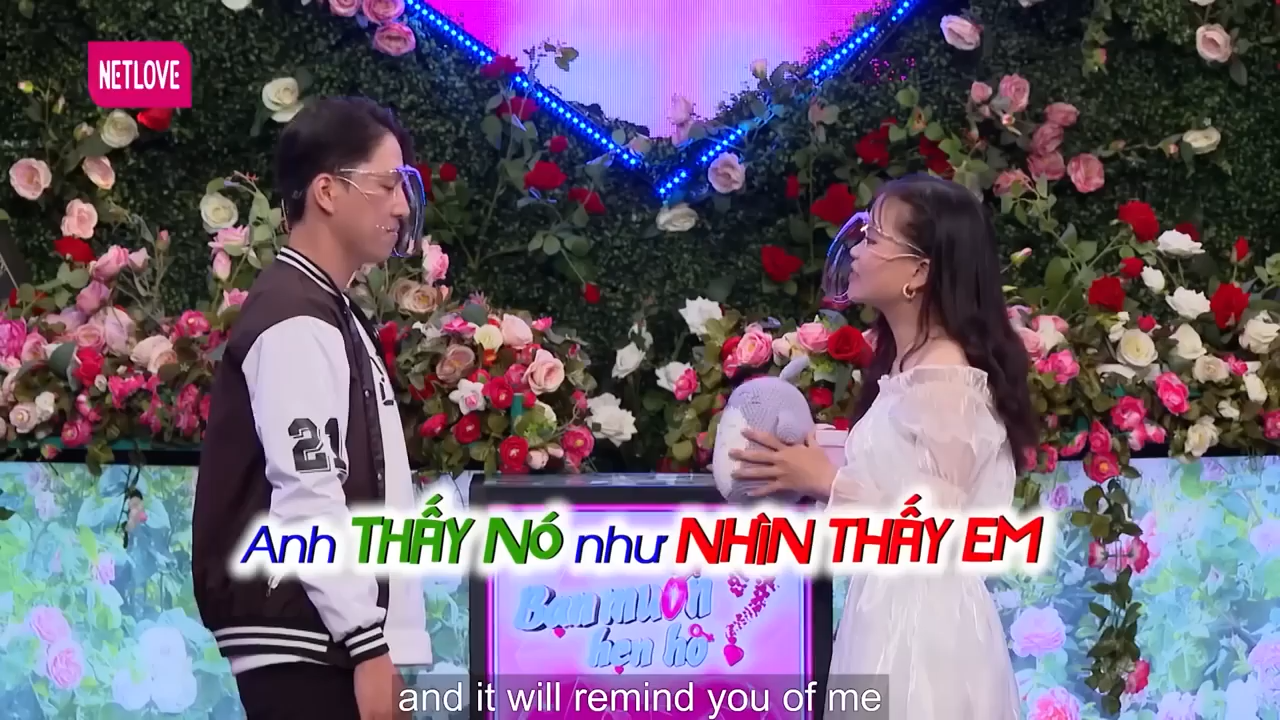 NETLOVE
21
Anh THẤY NÓ như NHÌN THẤY EM
Bạn muốn
hẹn hò
and it will remind you of me